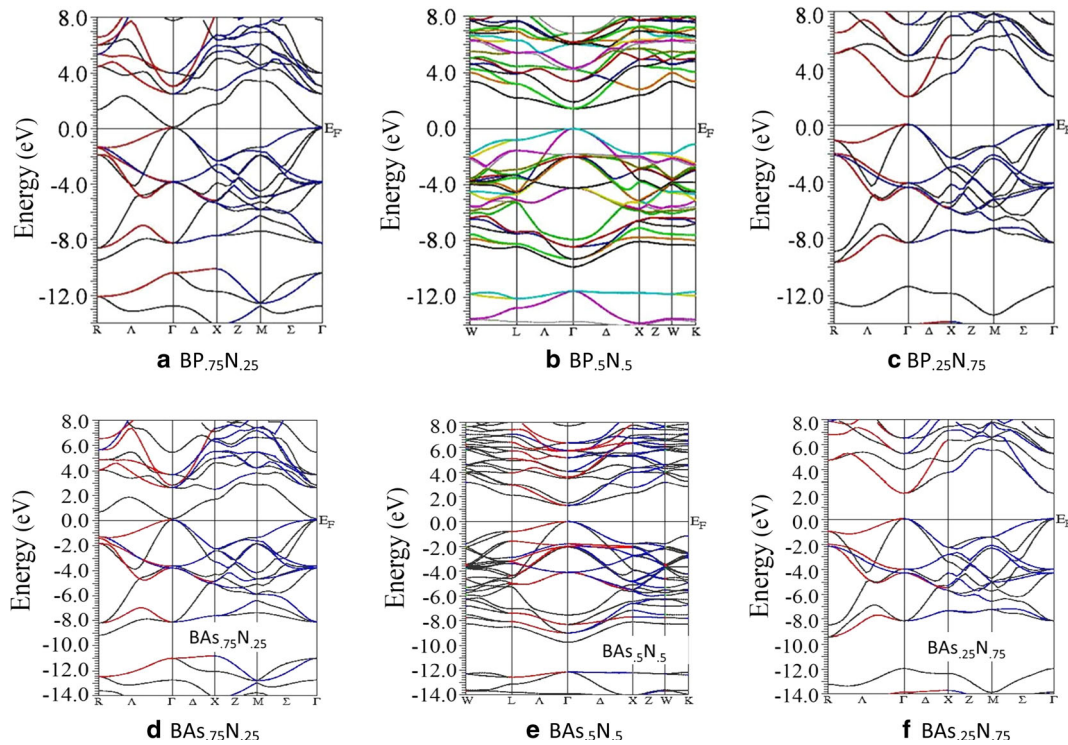 8.0
4.0
0.0
-4.0
-8.0
-12.0
Energy (eV)
E_F
R Λ Γ Δ X Z M Σ Γ
a BP.75N.25
8.0
4.0
0.0
-4.0
-8.0
-12.0
Energy (eV)
E_F
W L Λ Γ Δ X Z W K
b BP.5N.5
8.0
4.0
0.0
-4.0
-8.0
-12.0
Energy (eV)
E_F
R Λ Γ Δ X Z M Σ Γ
c BP.25N.75
8.0
6.0
4.0
2.0
0.0
-2.0
-4.0
-6.0
-8.0
-10.0
-12.0
-14.0
Energy (eV)
E_F
BAs.75N.25
R Λ Γ Δ X Z M Σ Γ
d BAs.75N.25
8.0
6.0
4.0
2.0
0.0
-2.0
-4.0
-6.0
-8.0
-10.0
-12.0
-14.0
Energy (eV)
E_F
BAs.5N.5
W L Λ Γ Δ X Z W K
e BAs.5N.5
8.0
6.0
4.0
2.0
0.0
-2.0
-4.0
-6.0
-8.0
-10.0
-12.0
-14.0
Energy (eV)
E_F
BAs.25N.75
R Λ Γ Δ X Z M Σ Γ
f BAs.25N.75